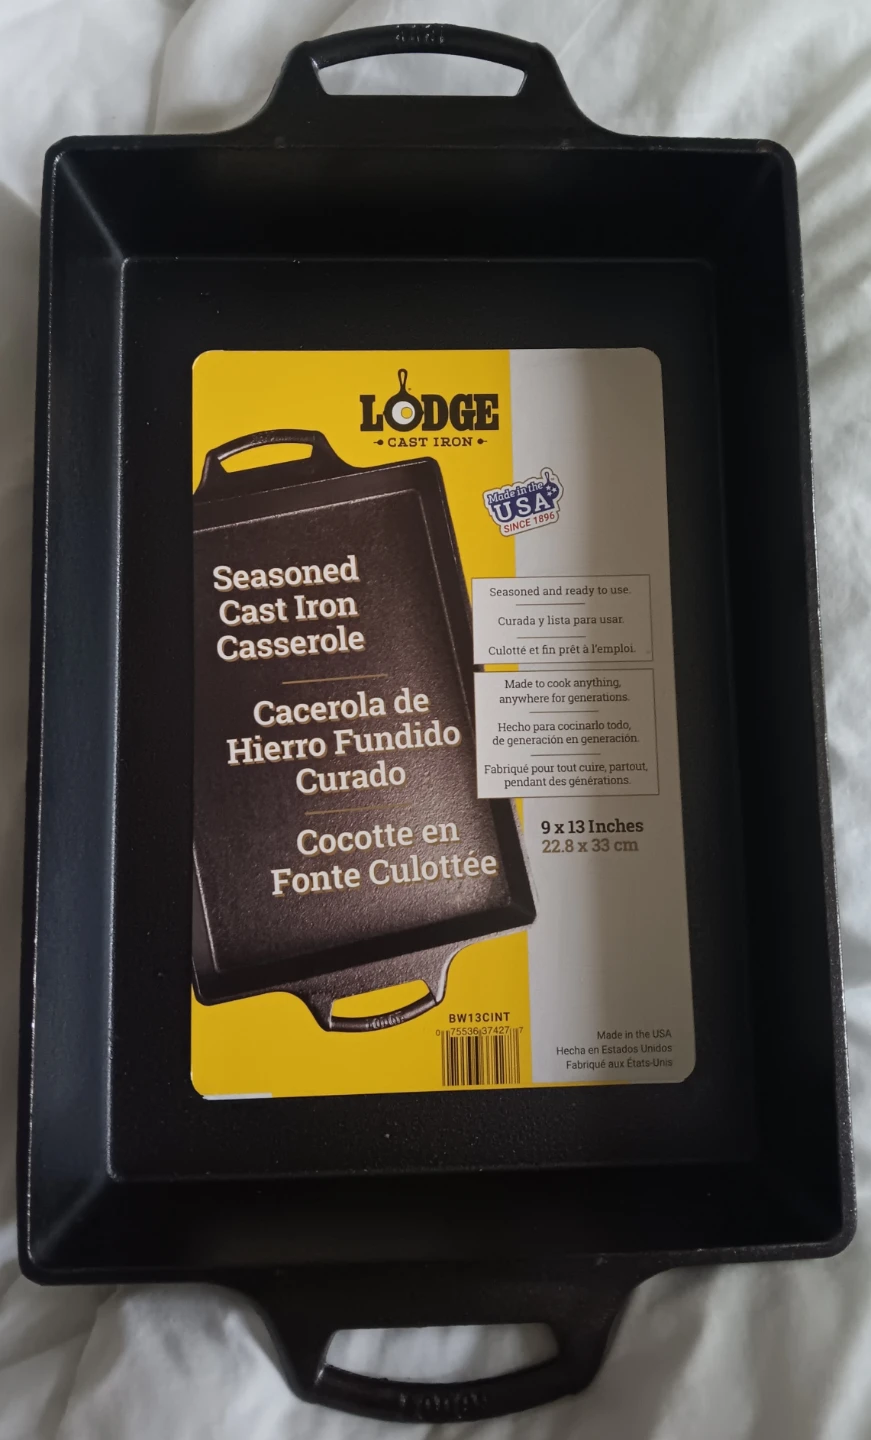 LODGE
CAST IRON
Made in the
USA
SINCE 1896
Seasoned
Cast Iron
Casserole
Cacerola de
Hierro Fundido
Curado
Cocotte en
Fonte Culottée
Seasoned and ready to use.
Curada y lista para usar.
Culotté et fin prêt à l'emploi.
Made to cook anything,
anywhere for generations.
Hecho para cocinarlo todo,
de generación en generación.
Fabriqué pour tout cuire, partout,
pendant des générations.
9 x 13 Inches
22.8 x 33 cm
BW13CINT
0 75536 37427 7
Made in the USA
Hecha en Estados Unidos
Fabriqué aux États-Unis